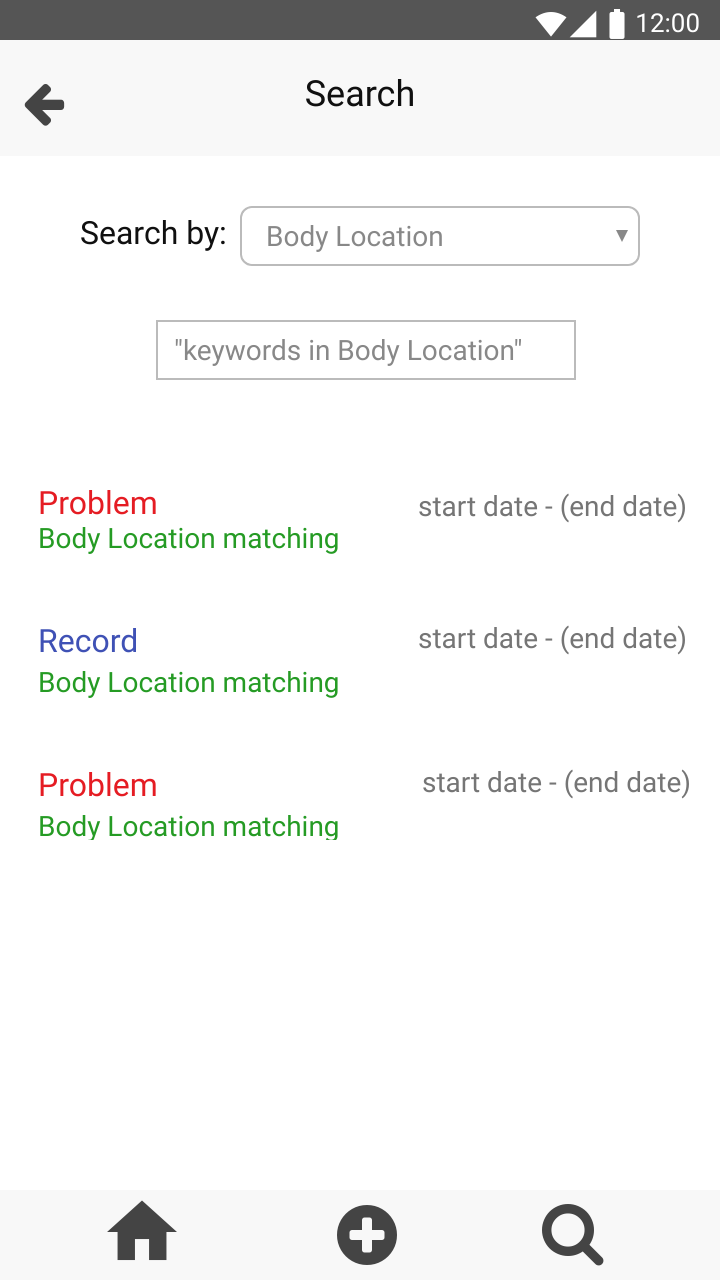 12:00
Search
Search by: Body Location
"keywords in Body Location"
Problem start date - (end date)
Body Location matching
Record start date - (end date)
Body Location matching
Problem start date - (end date)
Body Location matching